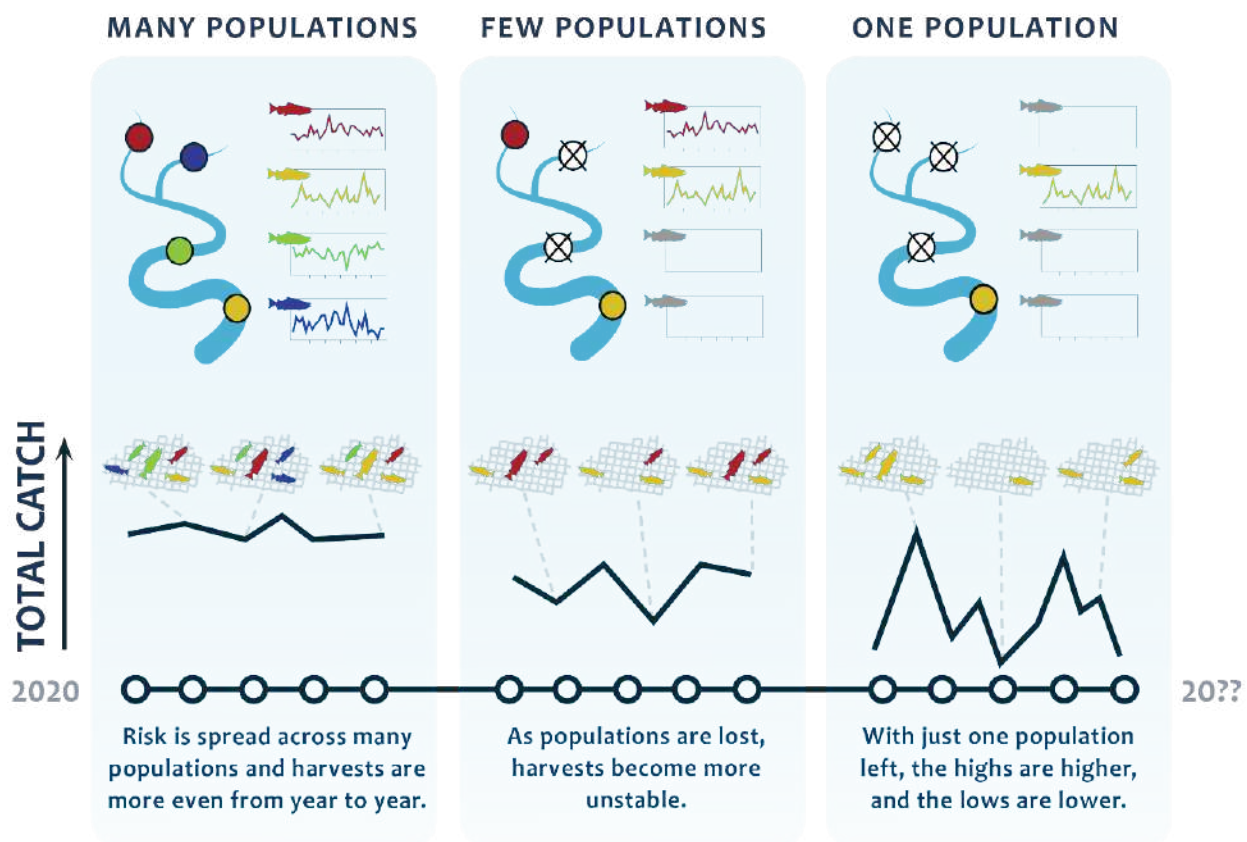 MANY POPULATIONS
FEW POPULATIONS
ONE POPULATION
TOTAL CATCH
2020
20??
Risk is spread across many
populations and harvests are
more even from year to year.
As populations are lost,
harvests become more
unstable.
With just one population
left, the highs are higher,
and the lows are lower.